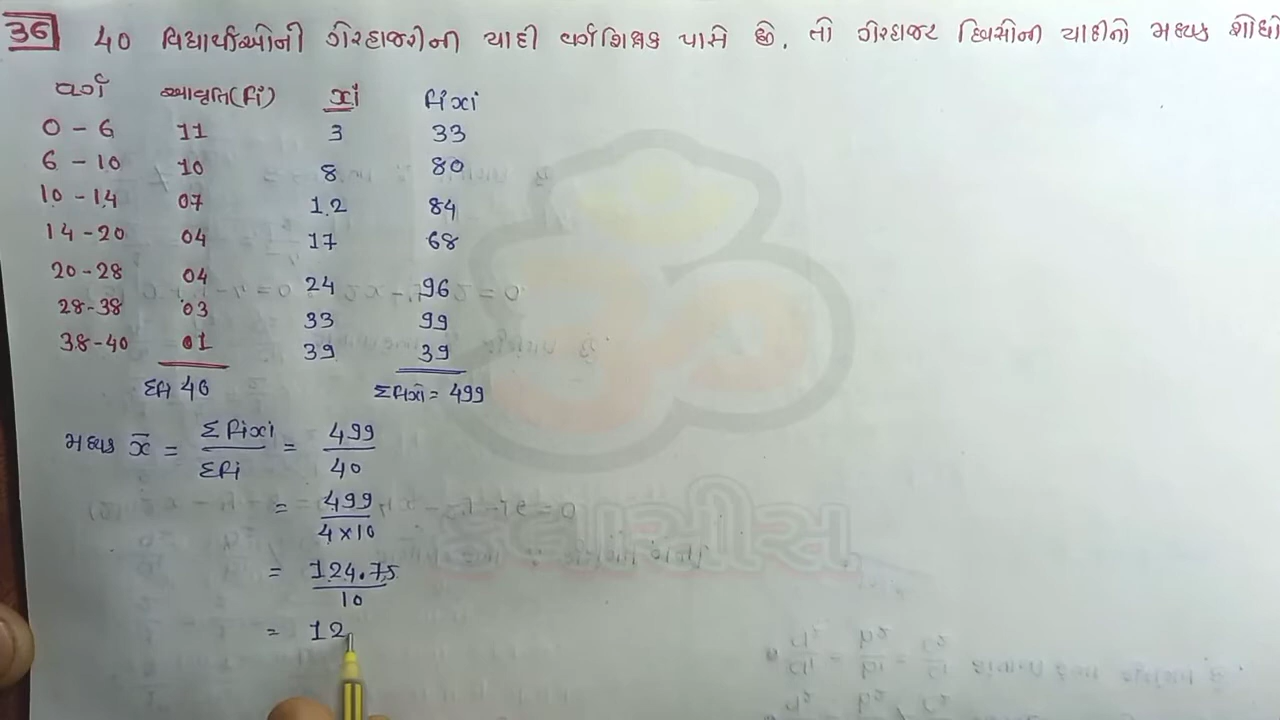 36 40 વિદ્યાર્થીઓની ગેરહાજરીની યાદી વર્ગશિક્ષક પાસે છે. તો ગેરહાજર દિવસોની યાદીનો મધ્યક શોધો
વર્ગ આવૃતિ(fi) xi fixi
0 - 6 11 3 33
6 - 10 10 8 80
10 - 14 07 12 84
14 - 20 04 17 68
20 - 28 04 24 96
28 - 38 03 33 99
38 - 40 01 39 39
Σfi 40 Σfixi = 499
મધ્યક x̄ = Σfixi / Σfi = 499 / 40
= 499 / 4 × 10
= 124.75 / 10
= 12